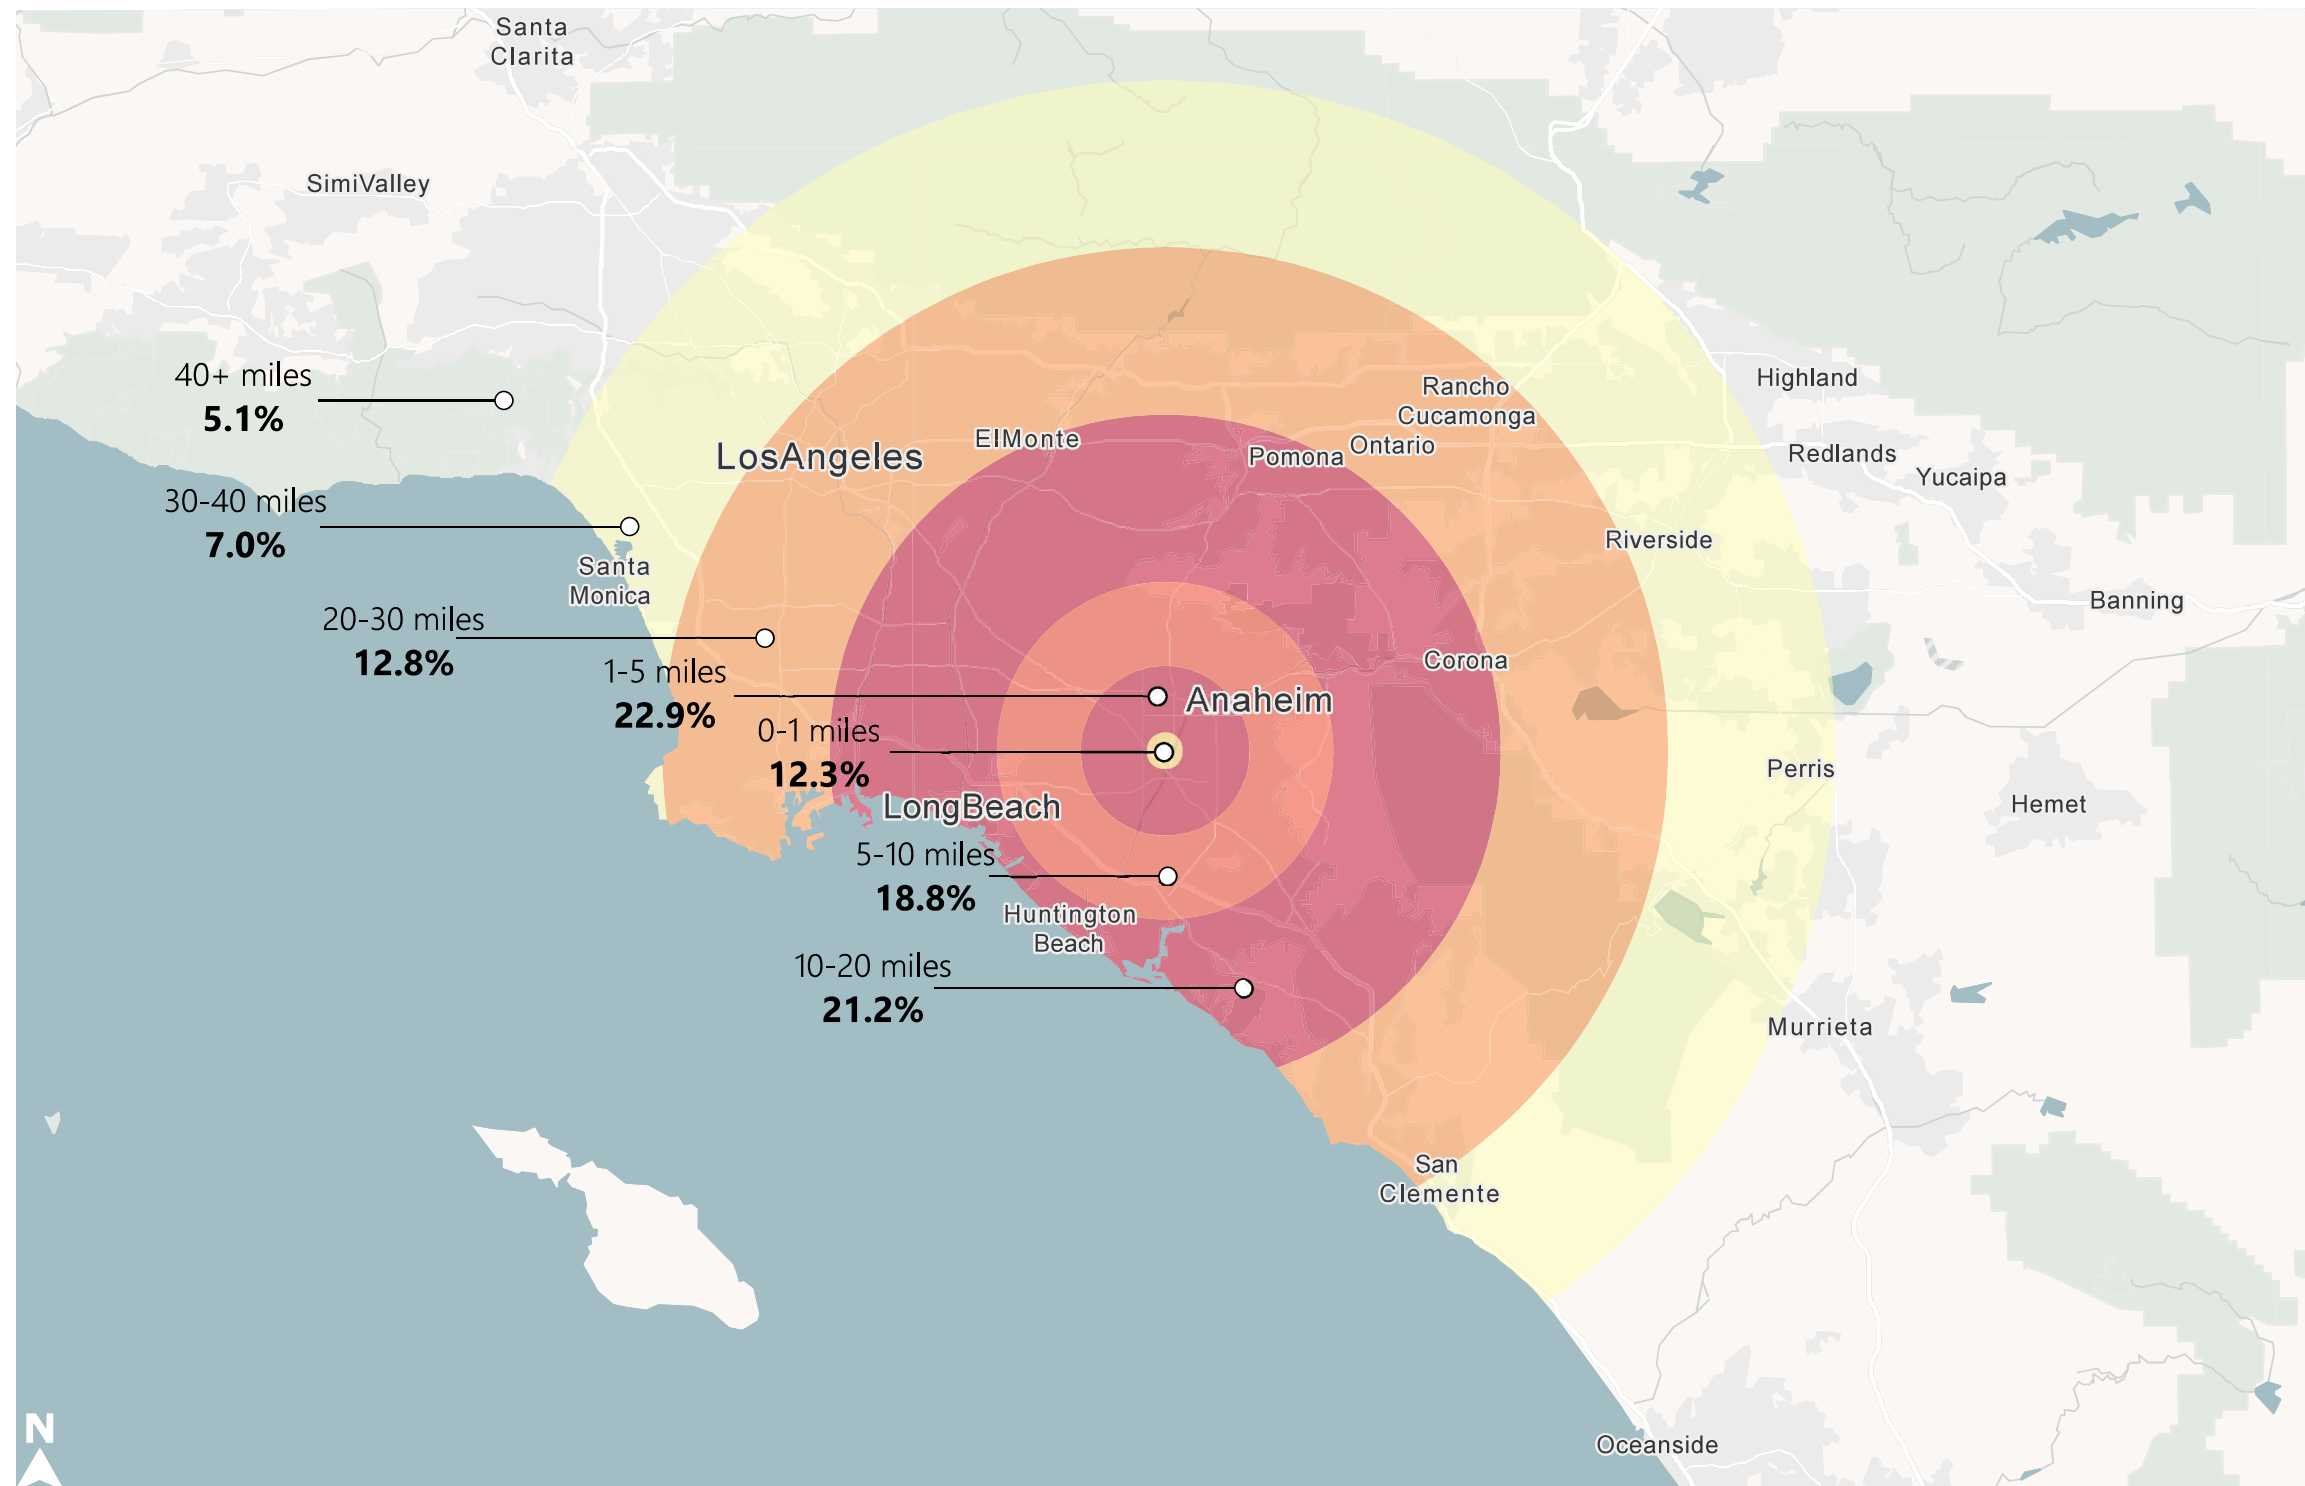 Santa
Clarita
SimiValley
40+ miles
5.1%
Highland
Rancho
Cucamonga
ElMonte
Ontario
LosAngeles
Pomona
Redlands
Yucaipa
30-40 miles
7.0%
Riverside
Santa
Monica
Banning
20-30 miles
12.8%
1-5 miles
22.9%
Corona
Anaheim
0-1 miles
12.3%
Perris
LongBeach
Hemet
5-10 miles
18.8%
Huntington
Beach
10-20 miles
21.2%
Murrieta
San
Clemente
N
Oceanside